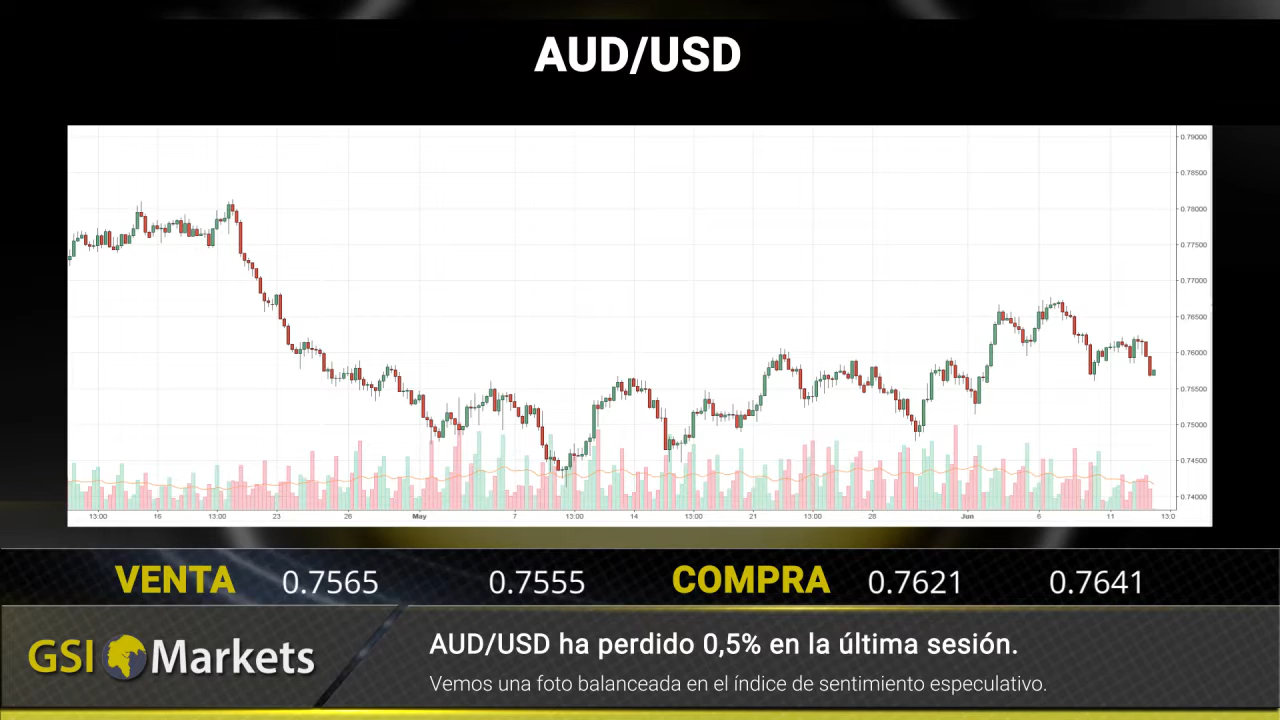 AUD/USD
0.79000
0.78500
0.78000
0.77500
0.77000
0.76500
0.76000
0.75500
0.75000
0.74500
0.74000
13:00 16 13:00 23 26 May 7 13:00 14 13:00 21 13:00 28 Jun 6 11 13:0
VENTA 0.7565 0.7555 COMPRA 0.7621 0.7641
GSI Markets
AUD/USD ha perdido 0,5% en la última sesión.
Vemos una foto balanceada en el índice de sentimiento especulativo.